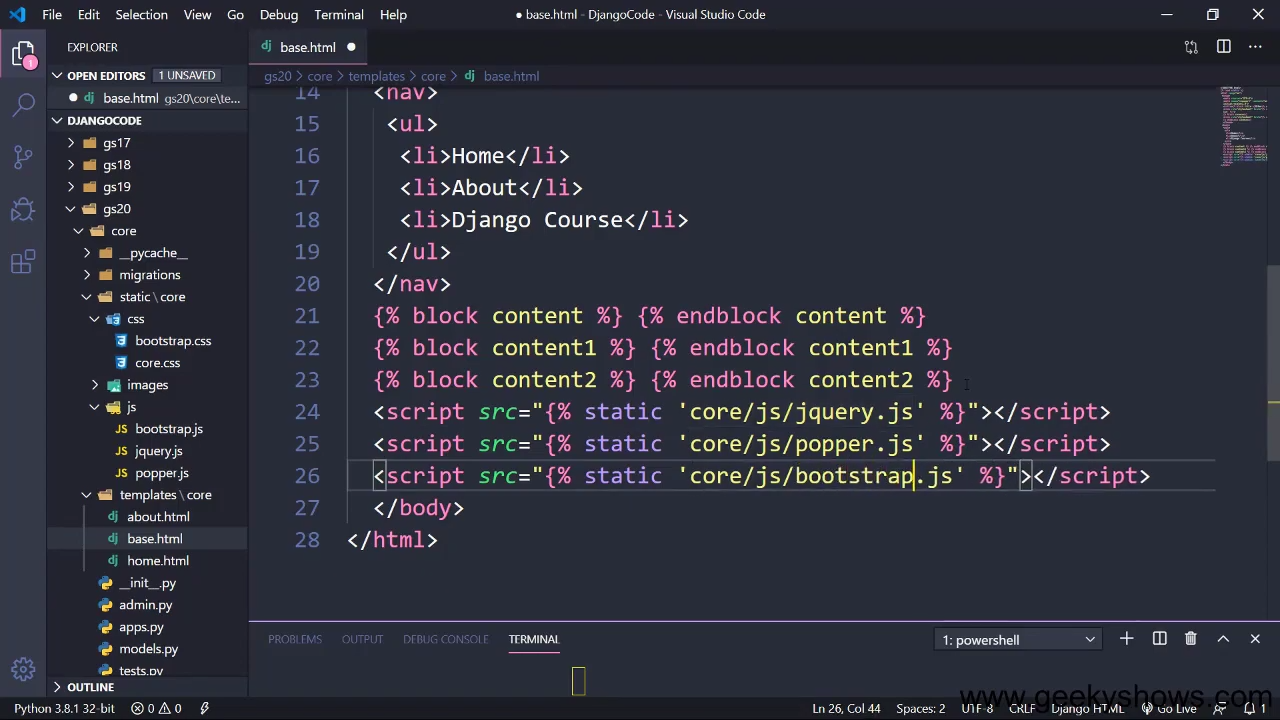 File Edit Selection View Go Debug Terminal Help
● base.html - DjangoCode - Visual Studio Code
EXPLORER
OPEN EDITORS 1 UNSAVED
base.html gs20\core\te...
DJANGOCODE
gs17
gs18
gs19
gs20
core
__pycache__
migrations
static \ core
css
bootstrap.css
core.css
images
js
bootstrap.js
jquery.js
popper.js
templates \ core
about.html
base.html
home.html
__init__.py
admin.py
apps.py
models.py
tests.py
OUTLINE
1
base.html
gs20 > core > templates > core > base.html
14 <nav>
15 <ul>
16 <li>Home</li>
17 <li>About</li>
18 <li>Django Course</li>
19 </ul>
20 </nav>
21 {% block content %} {% endblock content %}
22 {% block content1 %} {% endblock content1 %}
23 {% block content2 %} {% endblock content2 %}
24 <script src="{% static 'core/js/jquery.js' %}"></script>
25 <script src="{% static 'core/js/popper.js' %}"></script>
26 <script src="{% static 'core/js/bootstrap.js' %}"></script>
27 </body>
28 </html>
PROBLEMS OUTPUT DEBUG CONSOLE TERMINAL 1: powershell
www.geekyshows.com
Python 3.8.1 32-bit 0 0 Ln 26, Col 44 Spaces: 2 UTF-8 CRLF Django HTML Go Live 1